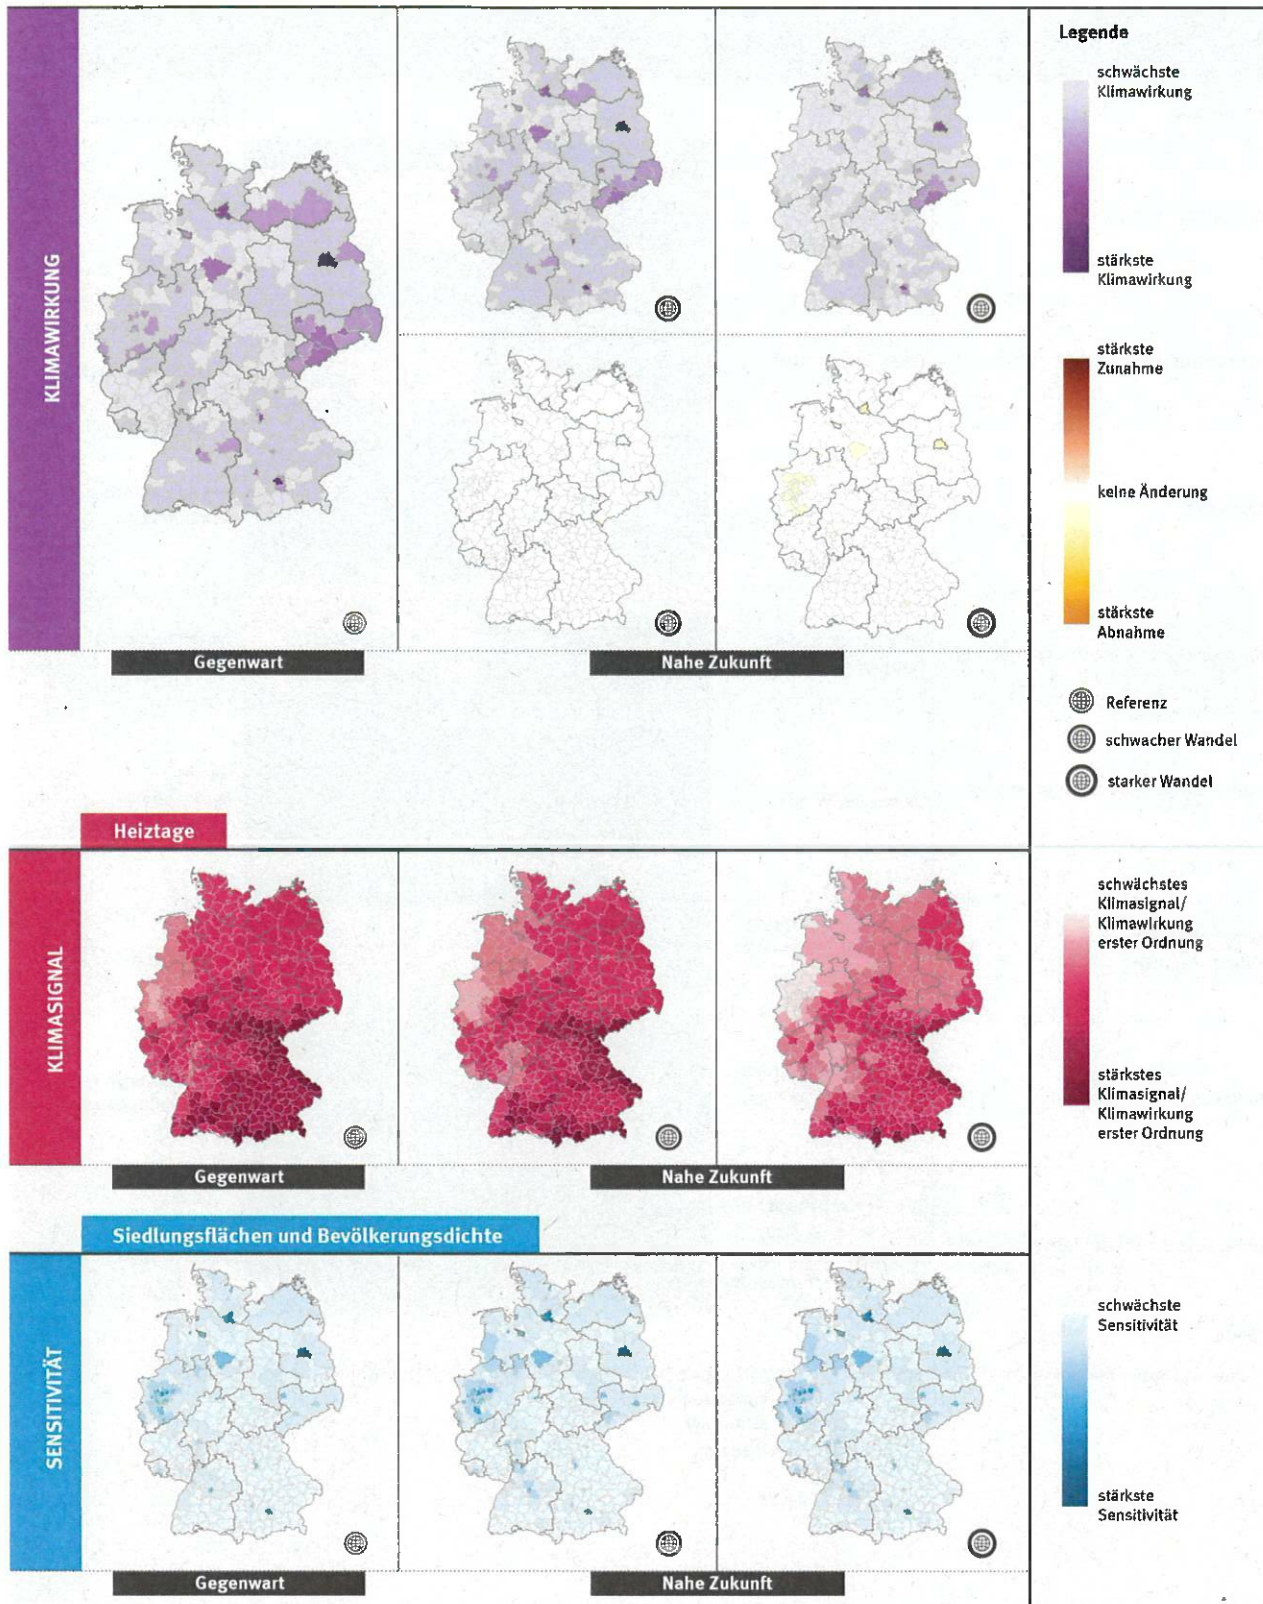 KLIMAWIRKUNG
Gegenwart
Nahe Zukunft
Legende
schwächste
Klimawirkung
stärkste
Klimawirkung
stärkste
Zunahme
keine Änderung
stärkste
Abnahme
Referenz
schwacher Wandel
starker Wandel
Heiztage
KLIMASIGNAL
Gegenwart
Nahe Zukunft
schwächstes
Klimasignal/
Klimawirkung
erster Ordnung
stärkstes
Klimasignal/
Klimawirkung
erster Ordnung
Siedlungsflächen und Bevölkerungsdichte
SENSITIVITÄT
Gegenwart
Nahe Zukunft
schwächste
Sensitivität
stärkste
Sensitivität